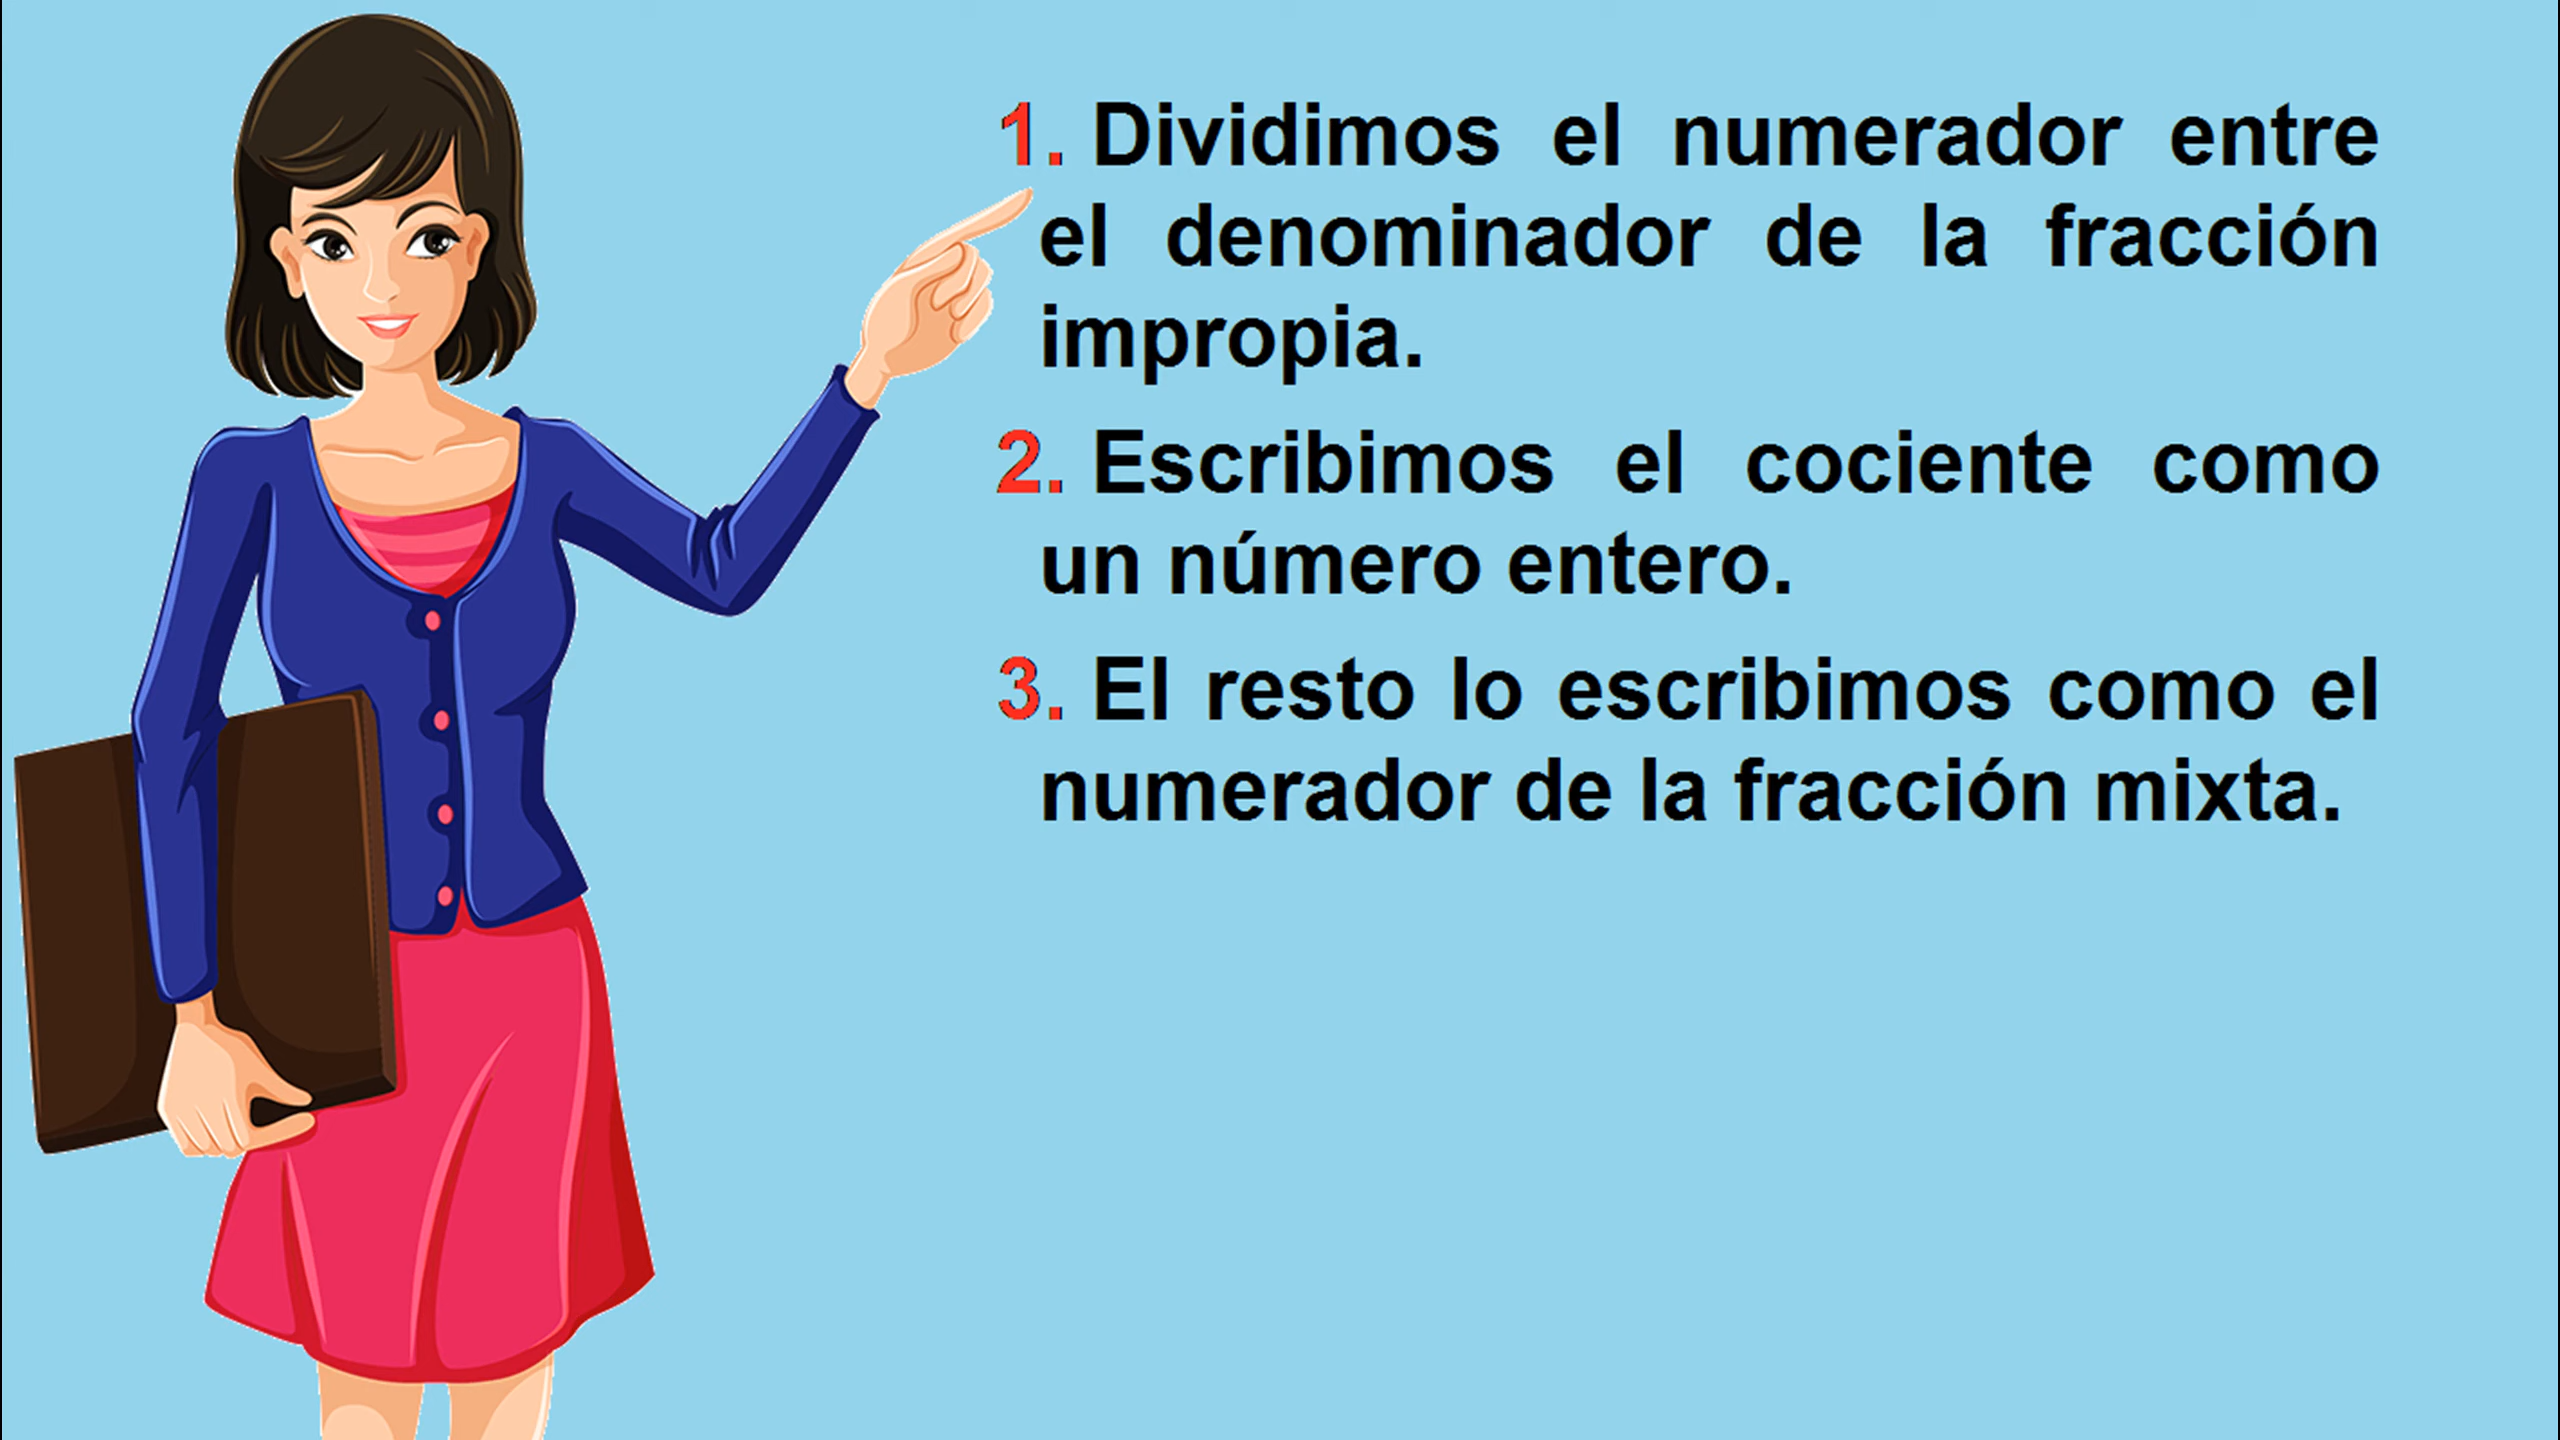 1. Dividimos el numerador entre
el denominador de la fracción
impropia.
2. Escribimos el cociente como
un número entero.
3. El resto lo escribimos como el
numerador de la fracción mixta.